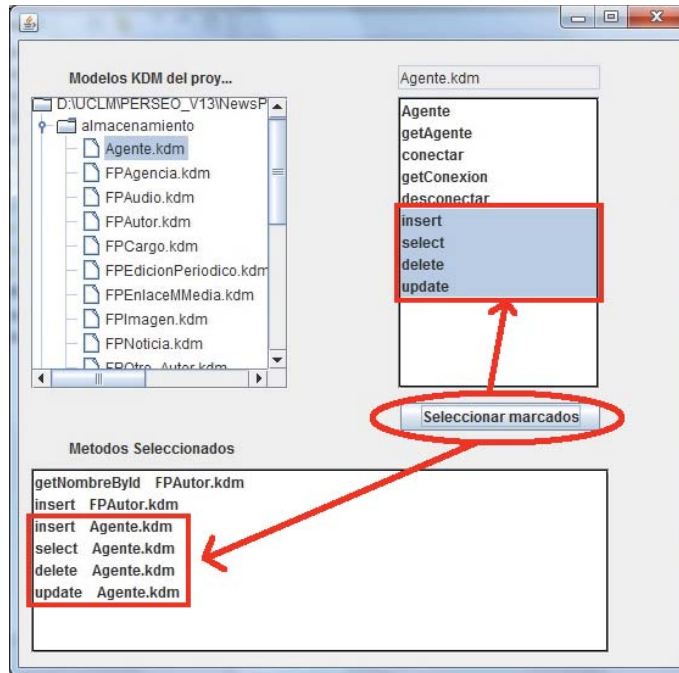 Modelos KDM del proy...
D:\UCLM\PERSEO_V13\NewsP
almacenamiento
Agente.kdm
FPAgencia.kdm
FPAudio.kdm
FPAutor.kdm
FPCargo.kdm
FPEdicionPeriodico.kdm
FPEnlaceMMedia.kdm
FPImagen.kdm
FPNoticia.kdm
FPOtro_Autor.kdm
Agente.kdm
Agente
getAgente
conectar
getConexion
desconectar
insert
select
delete
update
Seleccionar marcados
Metodos Seleccionados
getNombreById FPAutor.kdm
insert FPAutor.kdm
insert Agente.kdm
select Agente.kdm
delete Agente.kdm
update Agente.kdm